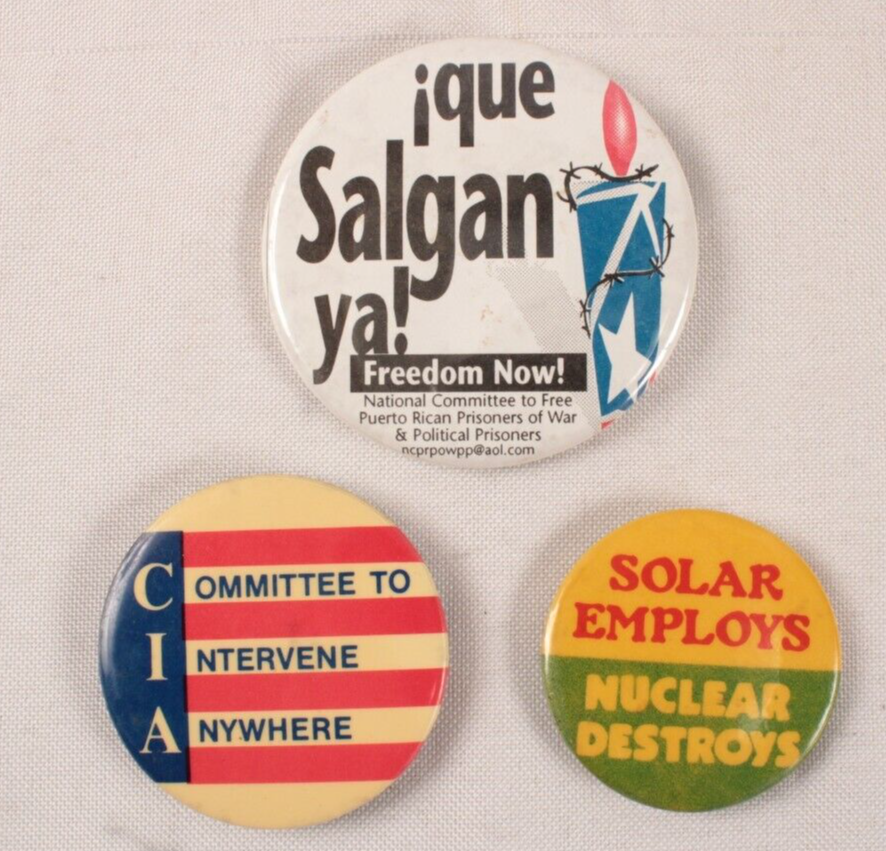 ¡que
Salgan
ya!
Freedom Now!
National Committee to Free
Puerto Rican Prisoners of War
& Political Prisoners
ncprpowpp@aol.com
COMMITTEE TO
INTERVENE
ANYWHERE
SOLAR
EMPLOYS
NUCLEAR
DESTROYS